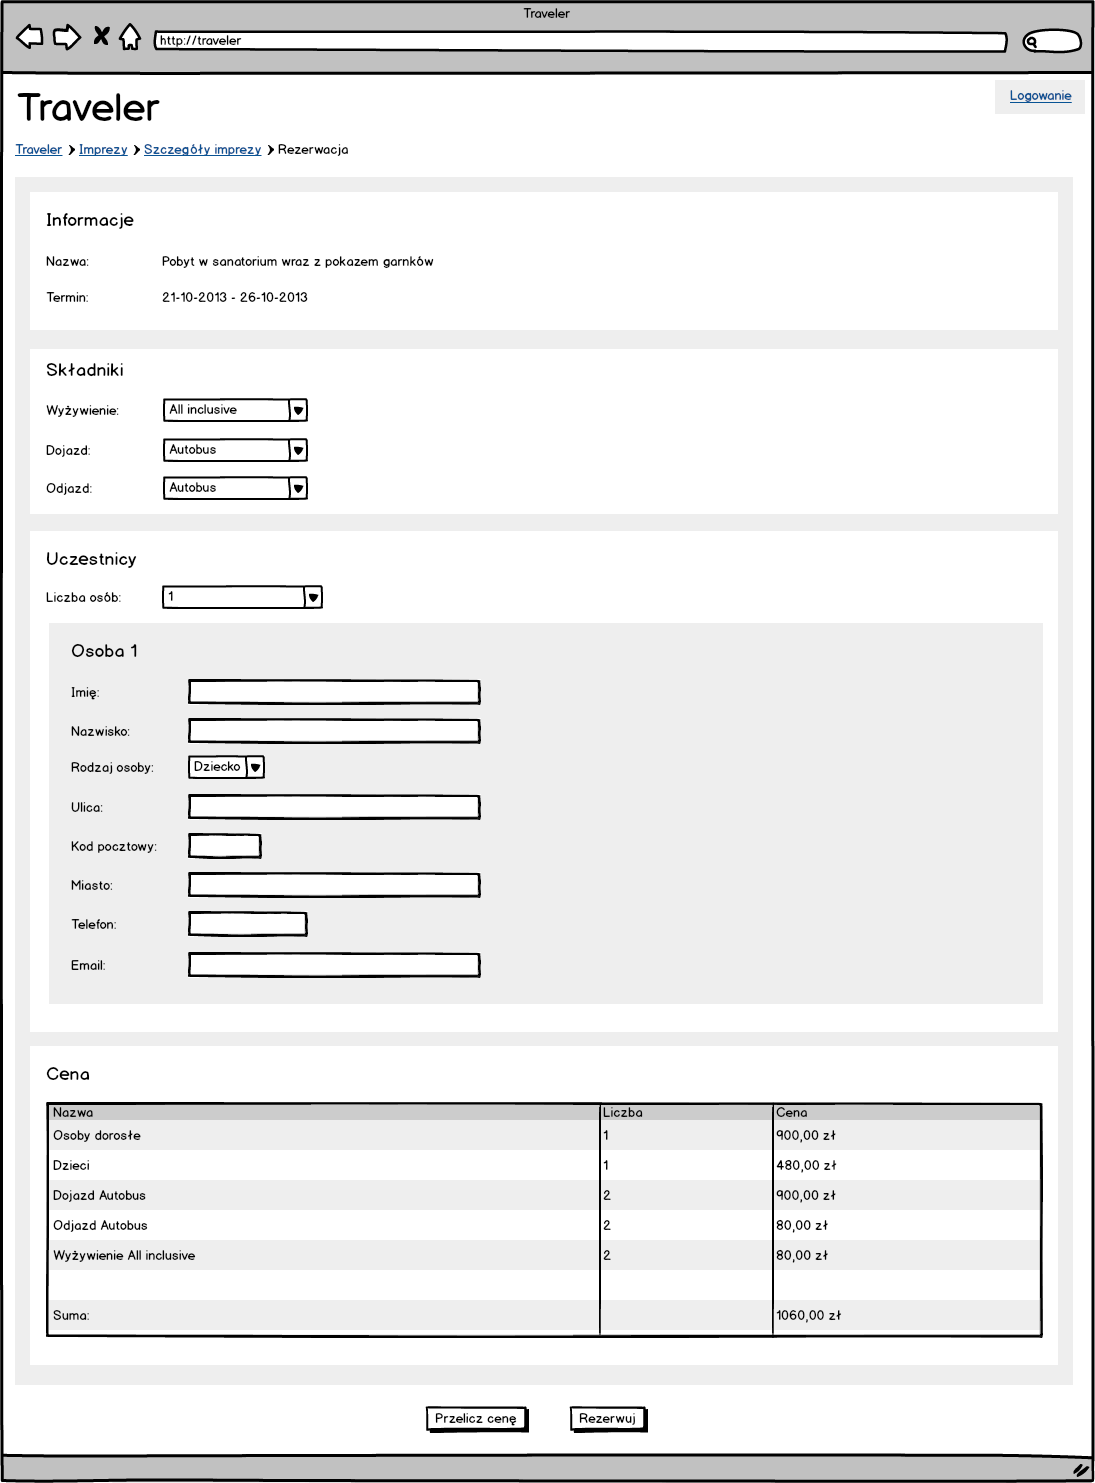 Traveler
http://traveler
Traveler
Logowanie
Traveler Imprezy Szczegóły imprezy Rezerwacja
Informacje
Nazwa: Pobyt w sanatorium wraz z pokazem garnków
Termin: 21-10-2013 - 26-10-2013
Składniki
Wyżywienie: All inclusive
Dojazd: Autobus
Odjazd: Autobus
Uczestnicy
Liczba osób: 1
Osoba 1
Imię:
Nazwisko:
Rodzaj osoby: Dziecko
Ulica:
Kod pocztowy:
Miasto:
Telefon:
Email:
Cena
Nazwa Liczba Cena
Osoby dorosłe 1 900,00 zł
Dzieci 1 480,00 zł
Dojazd Autobus 2 900,00 zł
Odjazd Autobus 2 80,00 zł
Wyżywienie All inclusive 2 80,00 zł
Suma: 1060,00 zł
Przelicz cenę Rezerwuj